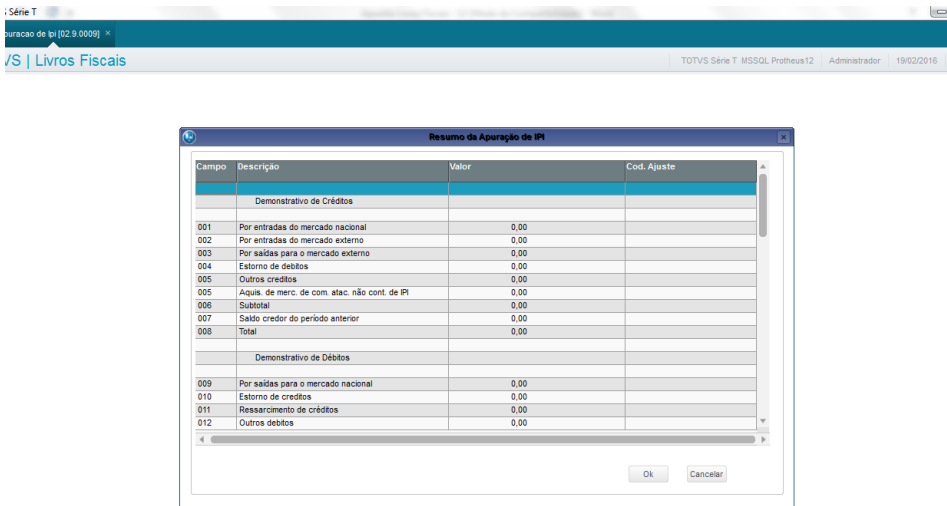 Série T
puracao de Ipi [02.9.0009] ×
VS | Livros Fiscais
TOTVS Série T MSSQL Protheus12 Administrador 19/02/2016
Resumo da Apuração de IPI
Campo Descrição Valor Cod. Ajuste
Demonstrativo de Créditos
001 Por entradas do mercado nacional 0,00
002 Por entradas do mercado externo 0,00
003 Por saídas para o mercado externo 0,00
004 Estorno de debitos 0,00
005 Outros creditos 0,00
005 Aquis. de merc. de com. atac. não cont. de IPI 0,00
006 Subtotal 0,00
007 Saldo credor do período anterior 0,00
008 Total 0,00
Demonstrativo de Débitos
009 Por saídas para o mercado nacional 0,00
010 Estorno de creditos 0,00
011 Ressarcimento de créditos 0,00
012 Outros debitos 0,00
Ok Cancelar